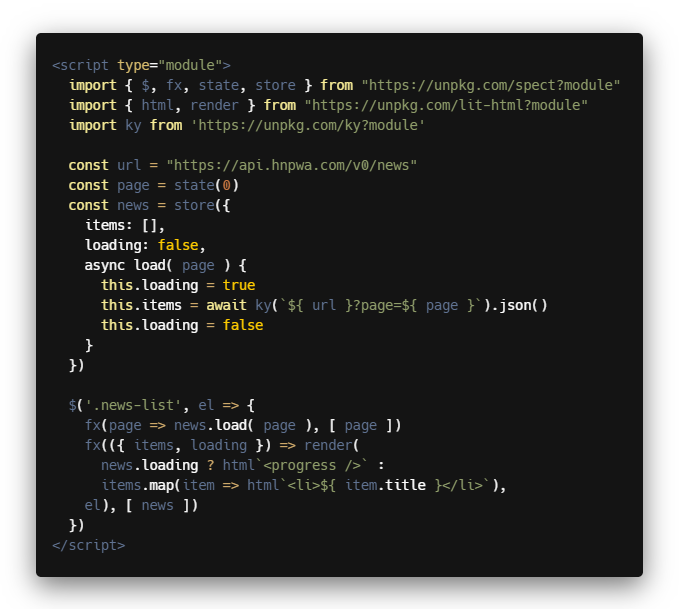 <script type="module">
  import { $, fx, state, store } from "https://unpkg.com/spect?module"
  import { html, render } from "https://unpkg.com/lit-html?module"
  import ky from 'https://unpkg.com/ky?module'

  const url = "https://api.hnpwa.com/v0/news"
  const page = state(0)
  const news = store({
    items: [],
    loading: false,
    async load( page ) {
      this.loading = true
      this.items = await ky(`${ url }?page=${ page }`).json()
      this.loading = false
    }
  })

  $('.news-list', el => {
    fx(page => news.load( page ), [ page ])
    fx(({ items, loading }) => render(
      news.loading ? html`<progress />` :
      items.map(item => html`<li>${ item.title }</li>`),
    el), [ news ])
  })
</script>